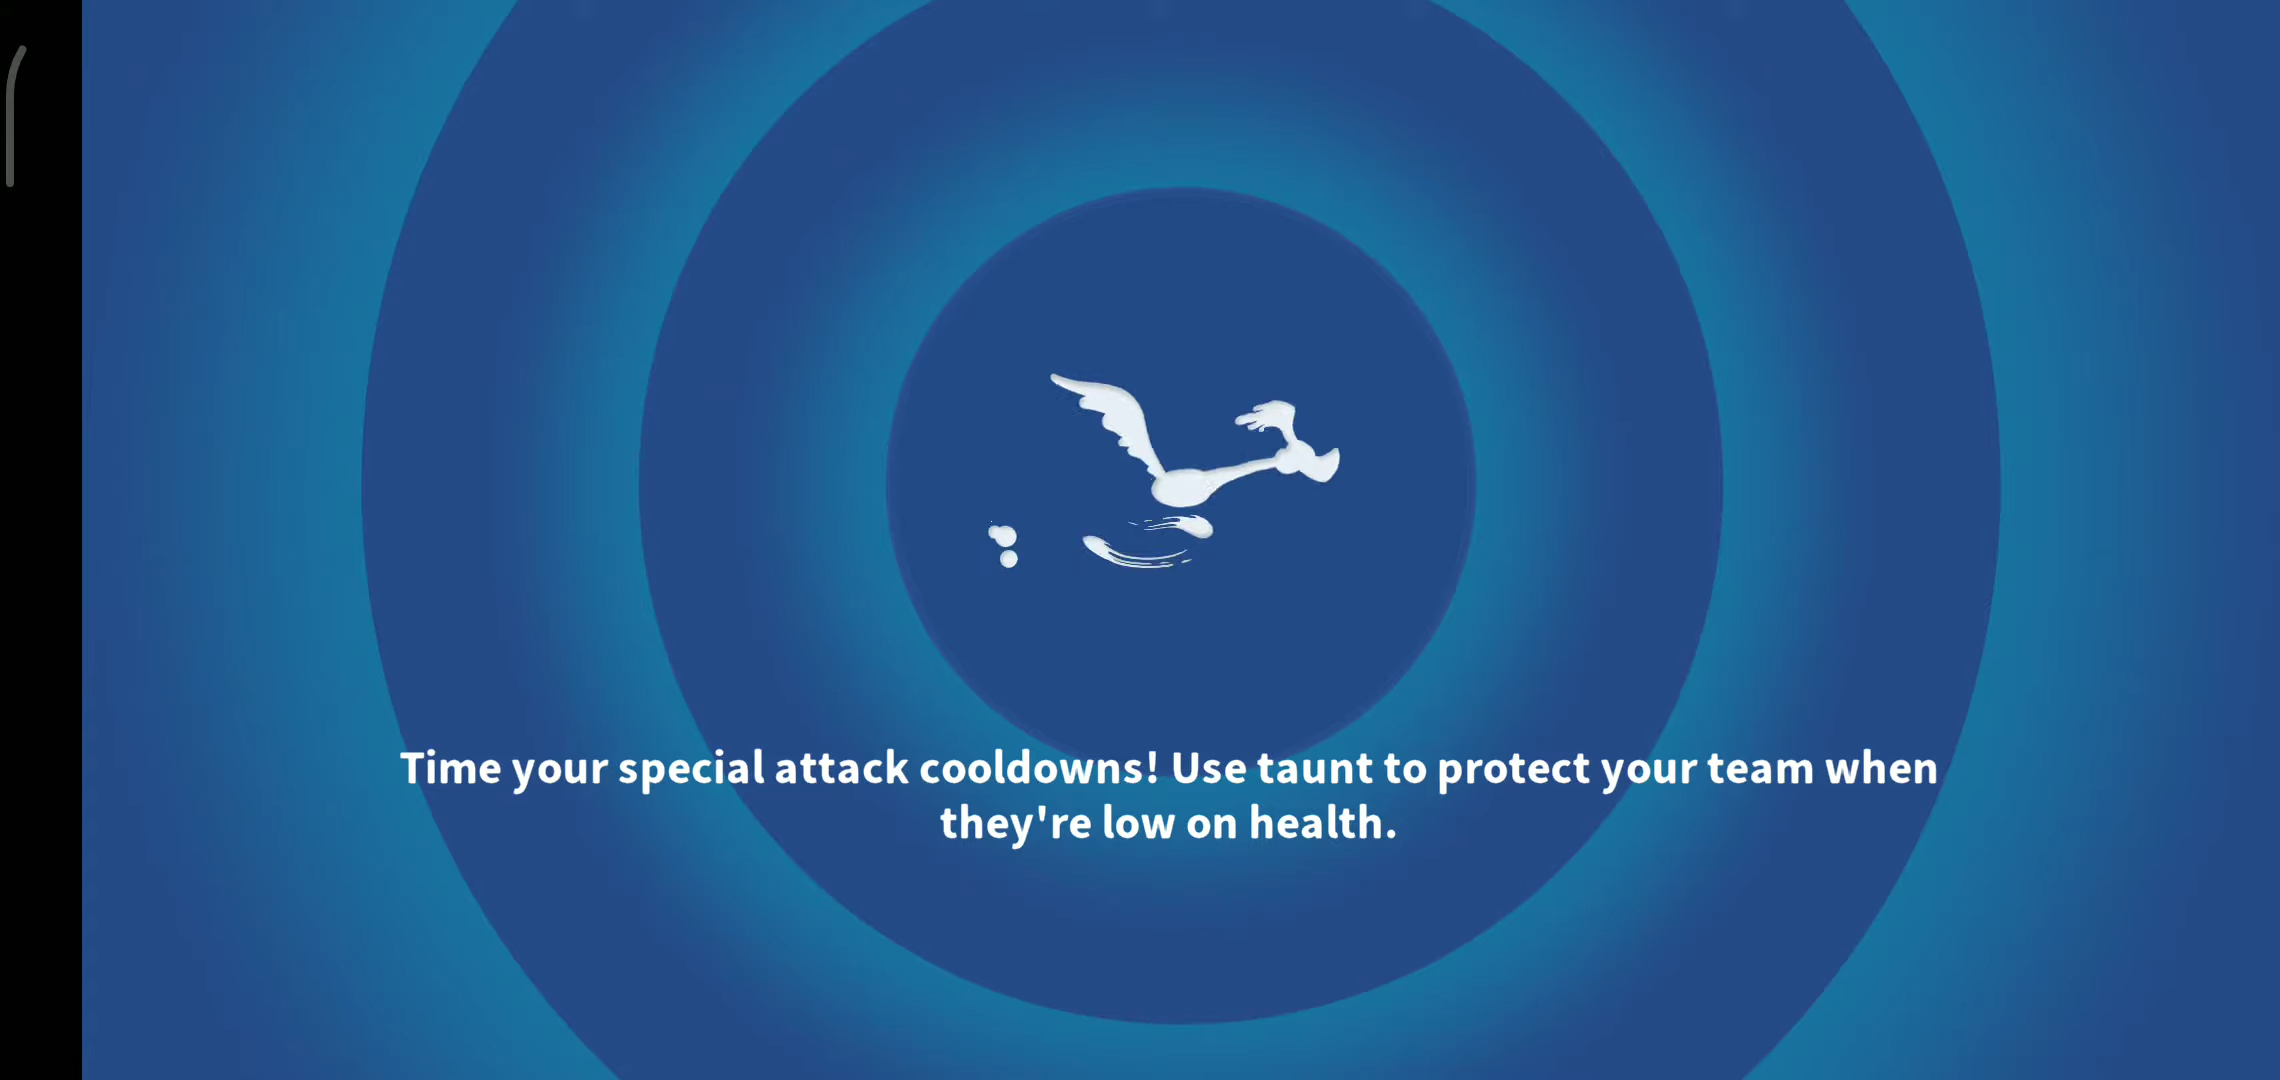 Time your special attack cooldowns! Use taunt to protect your team when
they're low on health.